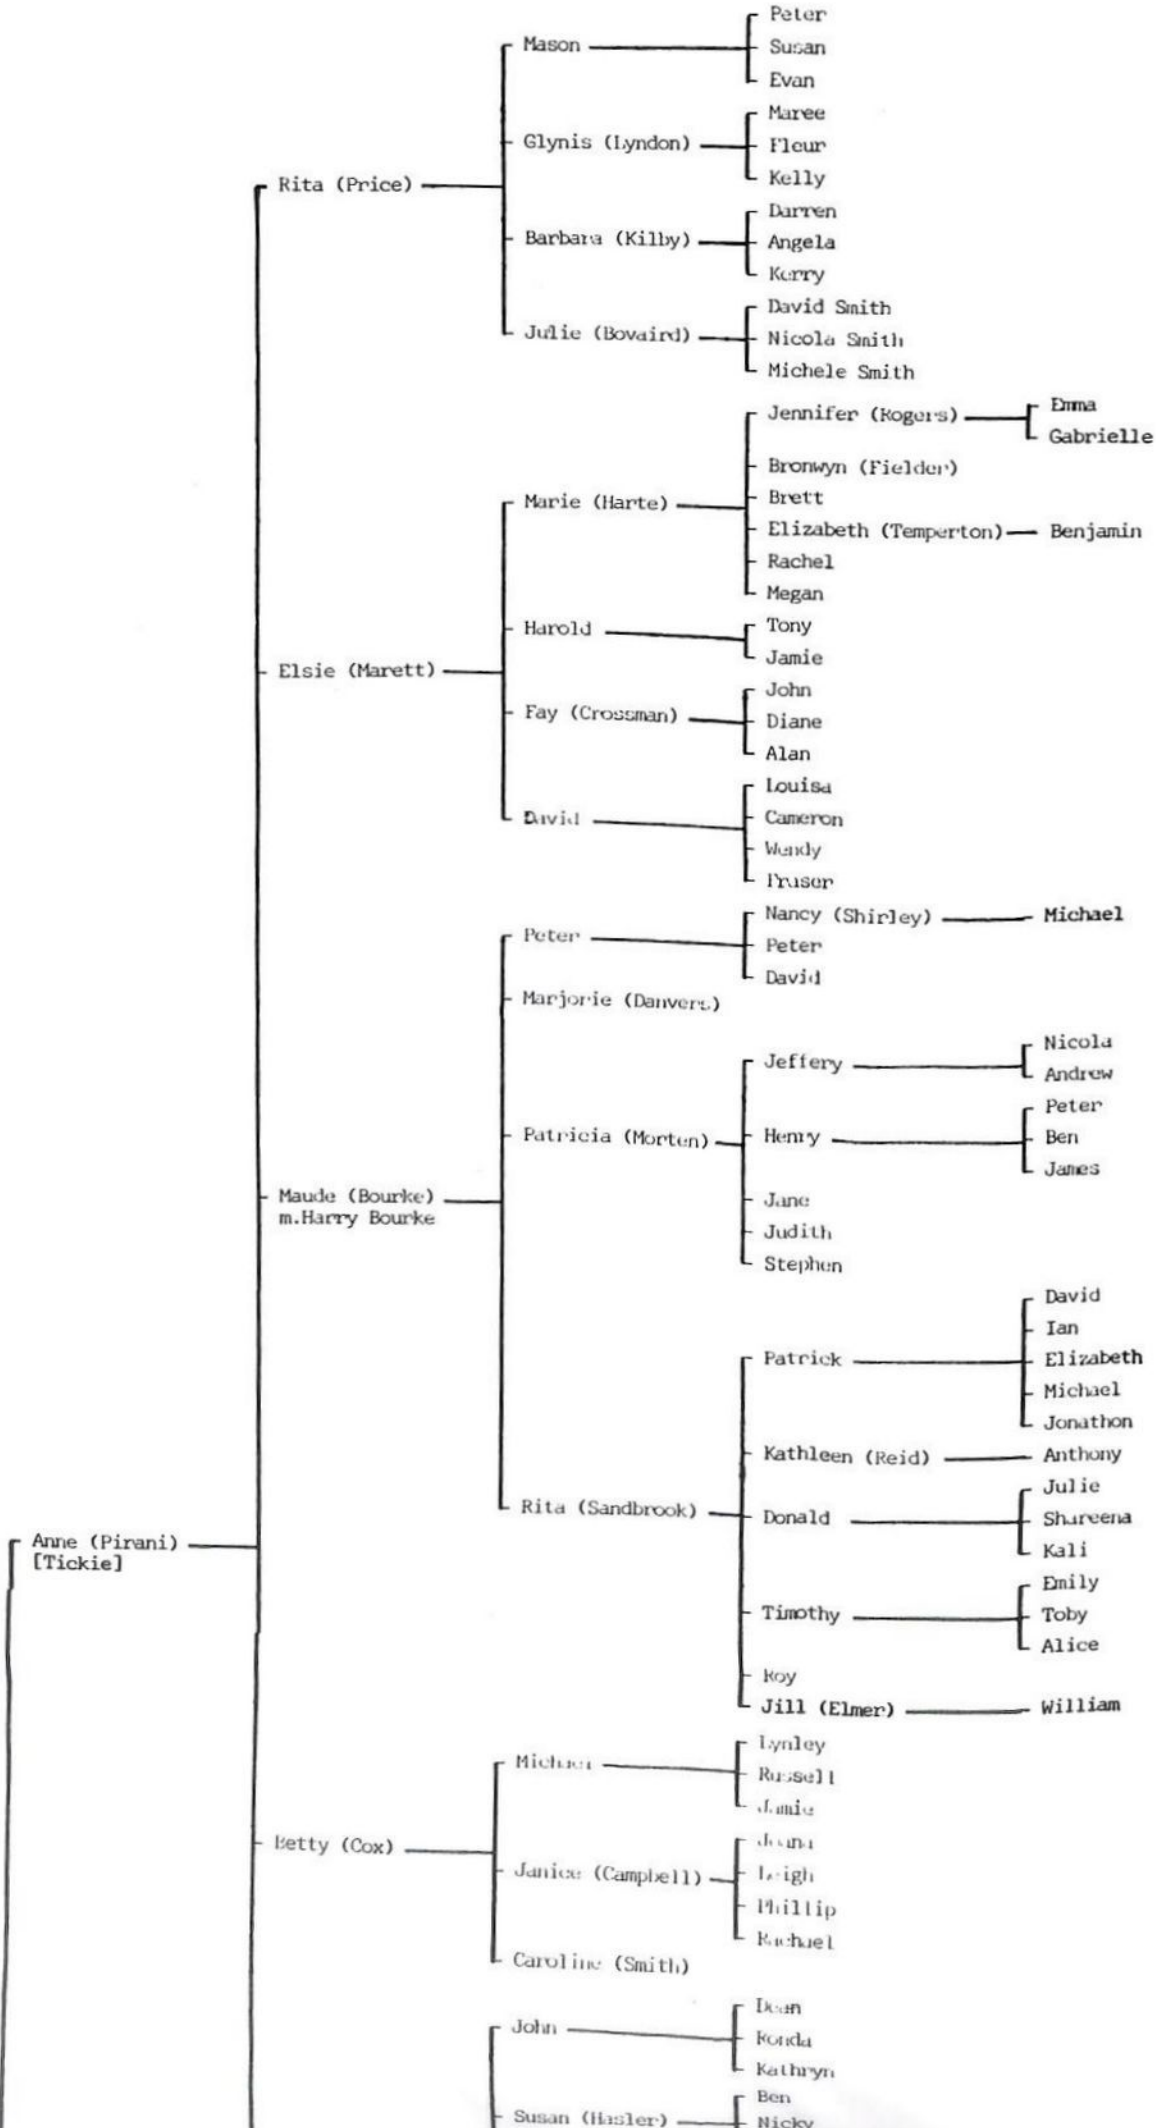 Peter
Mason
Susan
Evan
Maree
Glynis (Lyndon)
Fleur
Kelly
Rita (Price)
Darren
Barbara (Kilby)
Angela
Kerry
David Smith
Julie (Bovaird)
Nicola Smith
Michele Smith
Jennifer (Rogers)
Emma
Gabrielle
Bronwyn (Fielder)
Marie (Harte)
Brett
Elizabeth (Temperton)
Benjamin
Rachel
Megan
Harold
Tony
Jamie
Elsie (Marett)
John
Fay (Crossman)
Diane
Alan
Louisa
David
Cameron
Wendy
Fraser
Nancy (Shirley)
Michael
Peter
Peter
David
Marjorie (Danvers)
Jeffery
Nicola
Andrew
Patricia (Morten)
Henry
Peter
Ben
James
Maude (Bourke)
m.Harry Bourke
Jane
Judith
Stephen
Patrick
David
Ian
Elizabeth
Michael
Jonathon
Kathleen (Reid)
Anthony
Rita (Sandbrook)
Donald
Julie
Shareena
Kali
Anne (Pirani)
[Tickie]
Timothy
Emily
Toby
Alice
Roy
Jill (Elmer)
William
Lynley
Michael
Russell
Jamie
Betty (Cox)
Janice (Campbell)
Leigh
Phillip
Rachael
Caroline (Smith)
Dean
John
Ronda
Kathryn
Ben
Susan (Hasler)
Nicky